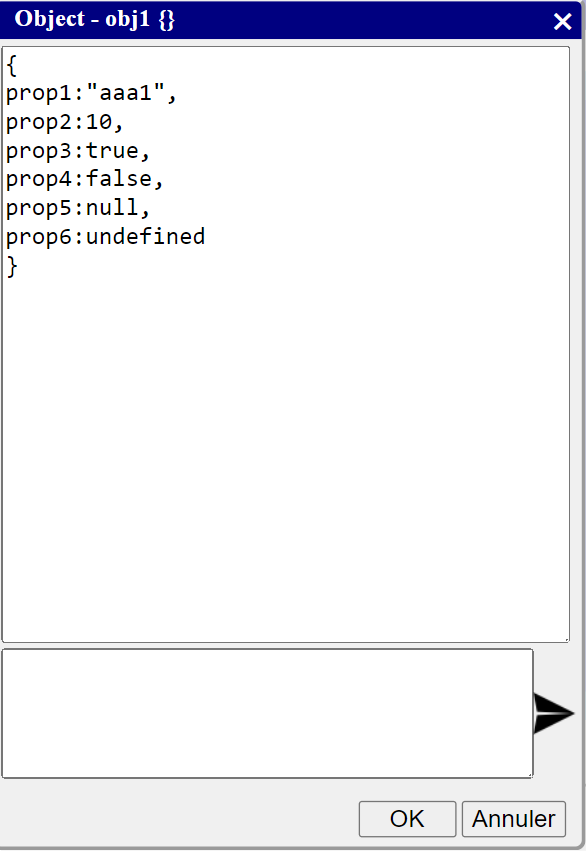 Object - obj1 {}
{
prop1:"aaa1",
prop2:10,
prop3:true,
prop4:false,
prop5:null,
prop6:undefined
}
OK Annuler